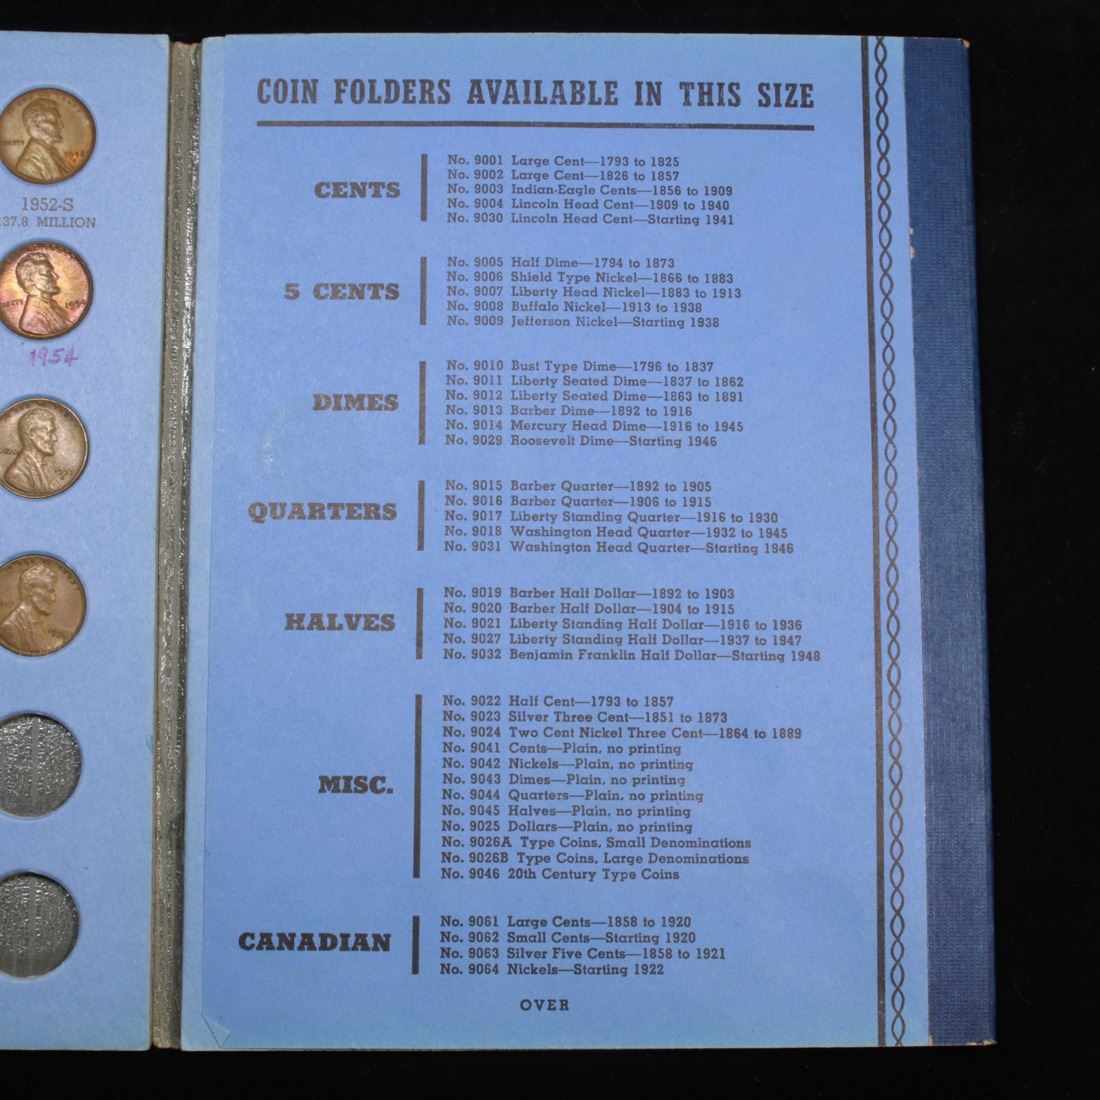 1952-S
137.8 MILLION
1954
COIN FOLDERS AVAILABLE IN THIS SIZE
CENTS
No. 9001 Large Cent—1793 to 1825
No. 9002 Large Cent—1826 to 1857
No. 9003 Indian-Eagle Cents—1856 to 1909
No. 9004 Lincoln Head Cent—1909 to 1940
No. 9030 Lincoln Head Cent—Starting 1941
5 CENTS
No. 9005 Half Dime—1794 to 1873
No. 9006 Shield Type Nickel—1866 to 1883
No. 9007 Liberty Head Nickel—1883 to 1913
No. 9008 Buffalo Nickel—1913 to 1938
No. 9009 Jefferson Nickel—Starting 1938
DIMES
No. 9010 Bust Type Dime—1796 to 1837
No. 9011 Liberty Seated Dime—1837 to 1862
No. 9012 Liberty Seated Dime—1863 to 1891
No. 9013 Barber Dime—1892 to 1916
No. 9014 Mercury Head Dime—1916 to 1945
No. 9029 Roosevelt Dime—Starting 1946
QUARTERS
No. 9015 Barber Quarter—1892 to 1905
No. 9016 Barber Quarter—1906 to 1915
No. 9017 Liberty Standing Quarter—1916 to 1930
No. 9018 Washington Head Quarter—1932 to 1945
No. 9031 Washington Head Quarter—Starting 1946
HALVES
No. 9019 Barber Half Dollar—1892 to 1903
No. 9020 Barber Half Dollar—1904 to 1915
No. 9021 Liberty Standing Half Dollar—1916 to 1936
No. 9027 Liberty Standing Half Dollar—1937 to 1947
No. 9032 Benjamin Franklin Half Dollar—Starting 1948
MISC.
No. 9022 Half Cent—1793 to 1857
No. 9023 Silver Three Cent—1851 to 1873
No. 9024 Two Cent Nickel Three Cent—1864 to 1889
No. 9041 Cents—Plain, no printing
No. 9042 Nickels—Plain, no printing
No. 9043 Dimes—Plain, no printing
No. 9044 Quarters—Plain, no printing
No. 9045 Halves—Plain, no printing
No. 9025 Dollars—Plain, no printing
No. 9026A Type Coins, Small Denominations
No. 9026B Type Coins, Large Denominations
No. 9046 20th Century Type Coins
CANADIAN
No. 9061 Large Cents—1858 to 1920
No. 9062 Small Cents—Starting 1920
No. 9063 Silver Five Cents—1858 to 1921
No. 9064 Nickels—Starting 1922
OVER